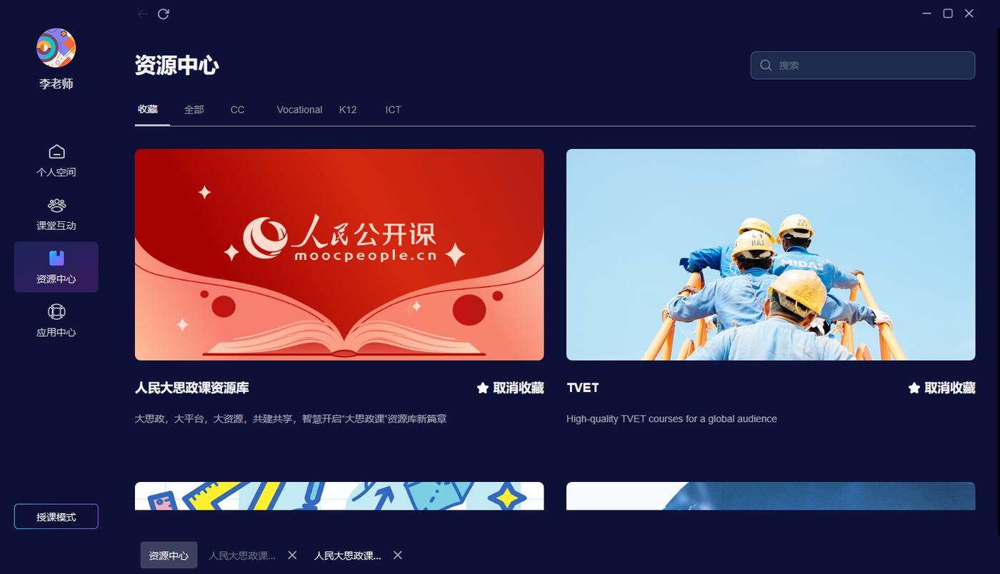 李老师
个人空间
课堂互动
资源中心
应用中心
授课模式
资源中心
搜索
收藏 全部 CC Vocational K12 ICT
人民公开课
moocpeople.cn
RAJ
RAJ
MIDAS
人民大思政课资源库 取消收藏
大思政，大平台，大资源，共建共享，智慧开启“大思政课”资源库新篇章
TVET 取消收藏
High-quality TVET courses for a global audience
资源中心 人民大思政课... 人民大思政课...